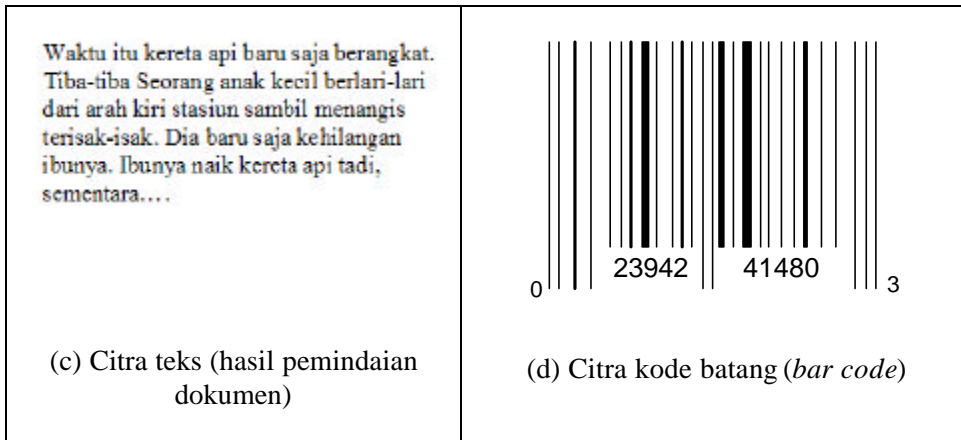 Waktu itu kereta api baru saja berangkat.
Tiba-tiba Seorang anak kecil berlari-lari
dari arah kiri stasiun sambil menangis
terisak-isak. Dia baru saja kehilangan
ibunya. Ibunya naik kereta api tadi,
sementara....
(c) Citra teks (hasil pemindaian
dokumen)
0 23942 41480 3
(d) Citra kode batang (bar code)